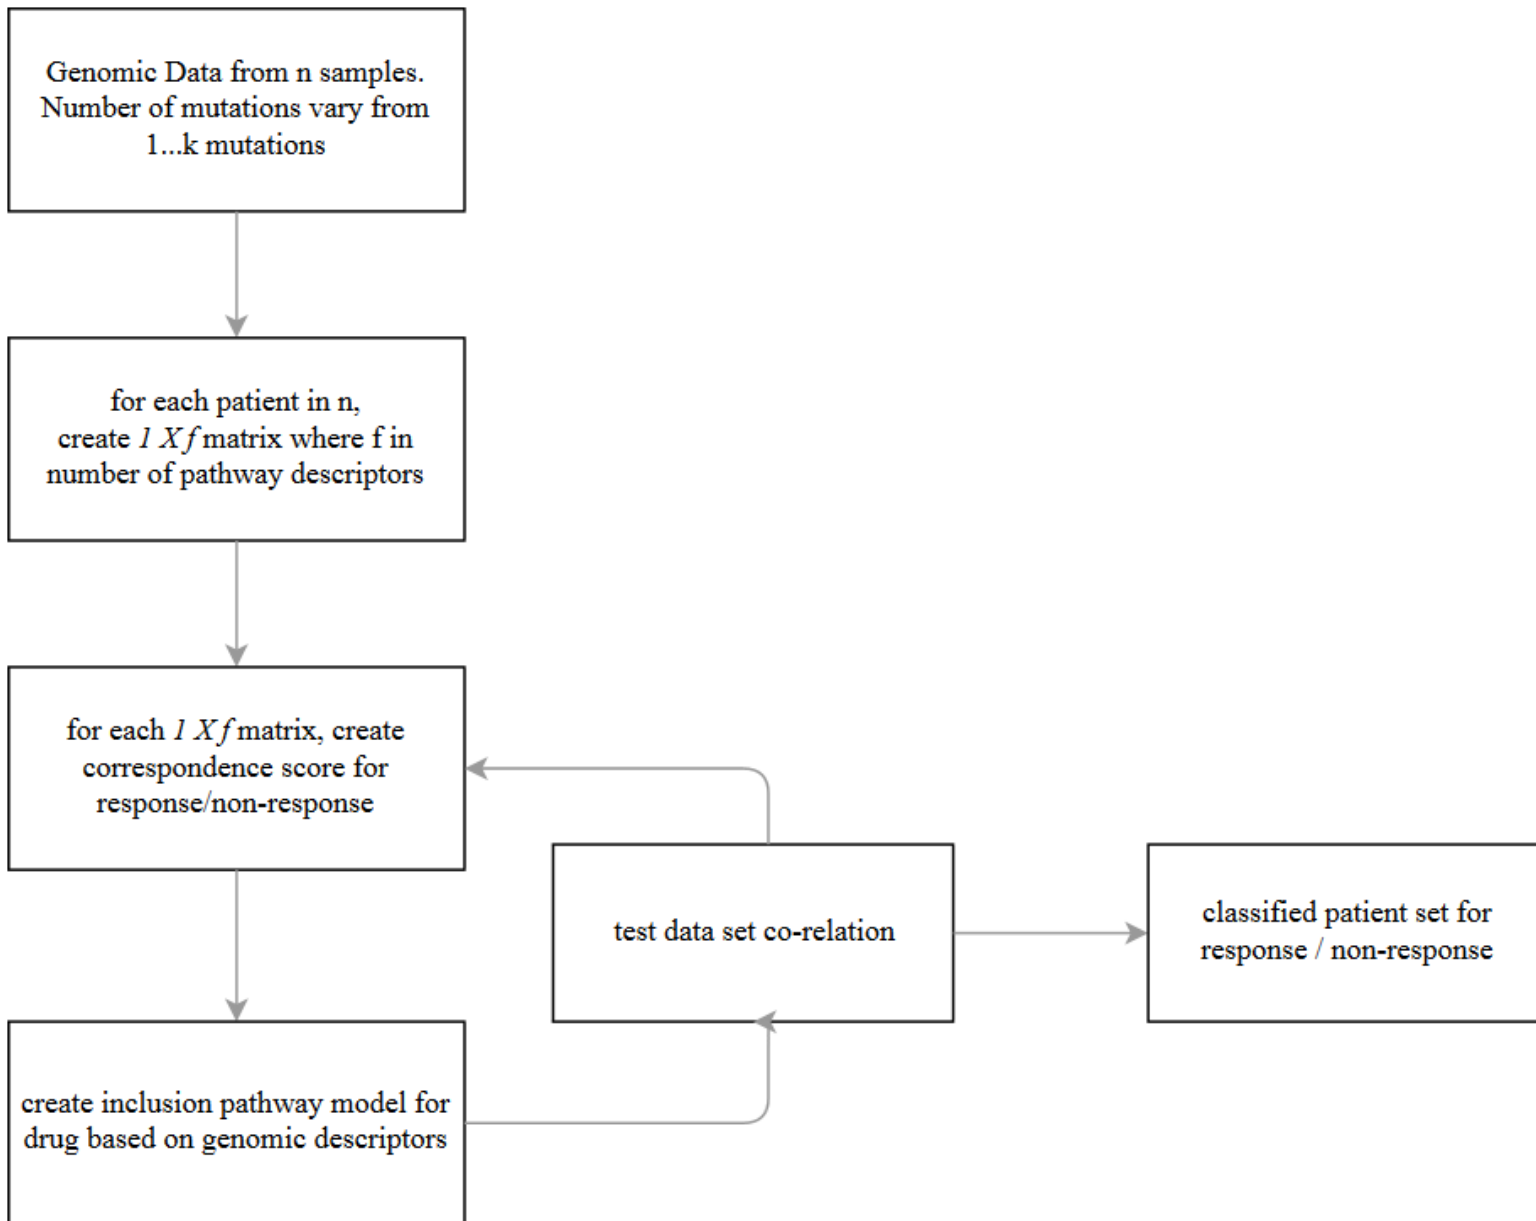 Genomic Data from n samples.
Number of mutations vary from
1...k mutations
for each patient in n,
create 1 X f matrix where f in
number of pathway descriptors
for each 1 X f matrix, create
correspondence score for
response/non-response
test data set co-relation
classified patient set for
response / non-response
create inclusion pathway model for
drug based on genomic descriptors